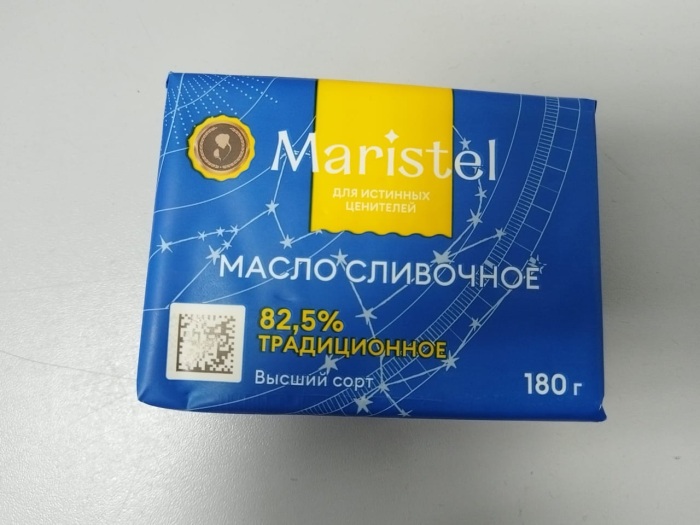 Maristel
ДЛЯ ИСТИННЫХ
ЦЕНИТЕЛЕЙ
МАСЛО СЛИВОЧНОЕ
82,5%
ТРАДИЦИОННОЕ
Высший сорт
180 г